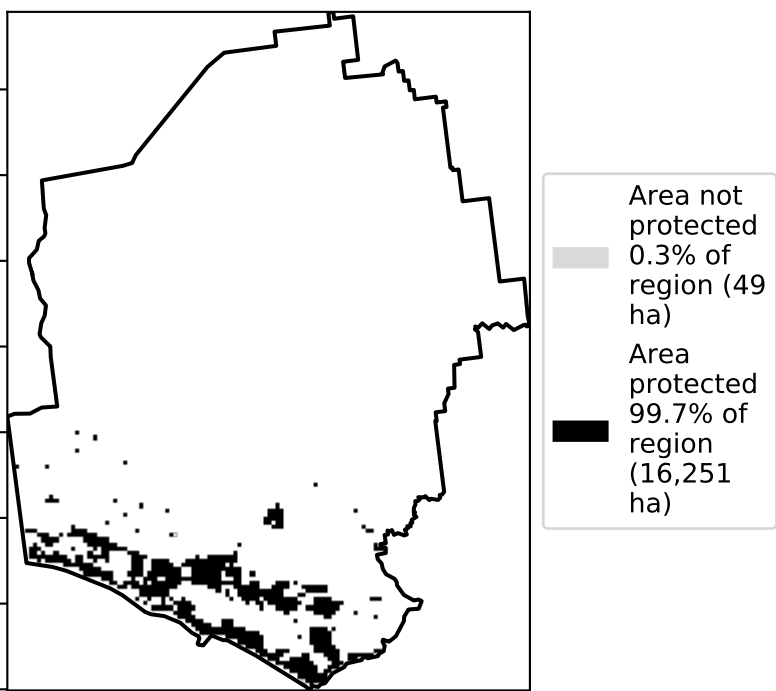 Area not
protected
0.3% of
region (49
ha)
Area
protected
99.7% of
region
(16,251
ha)